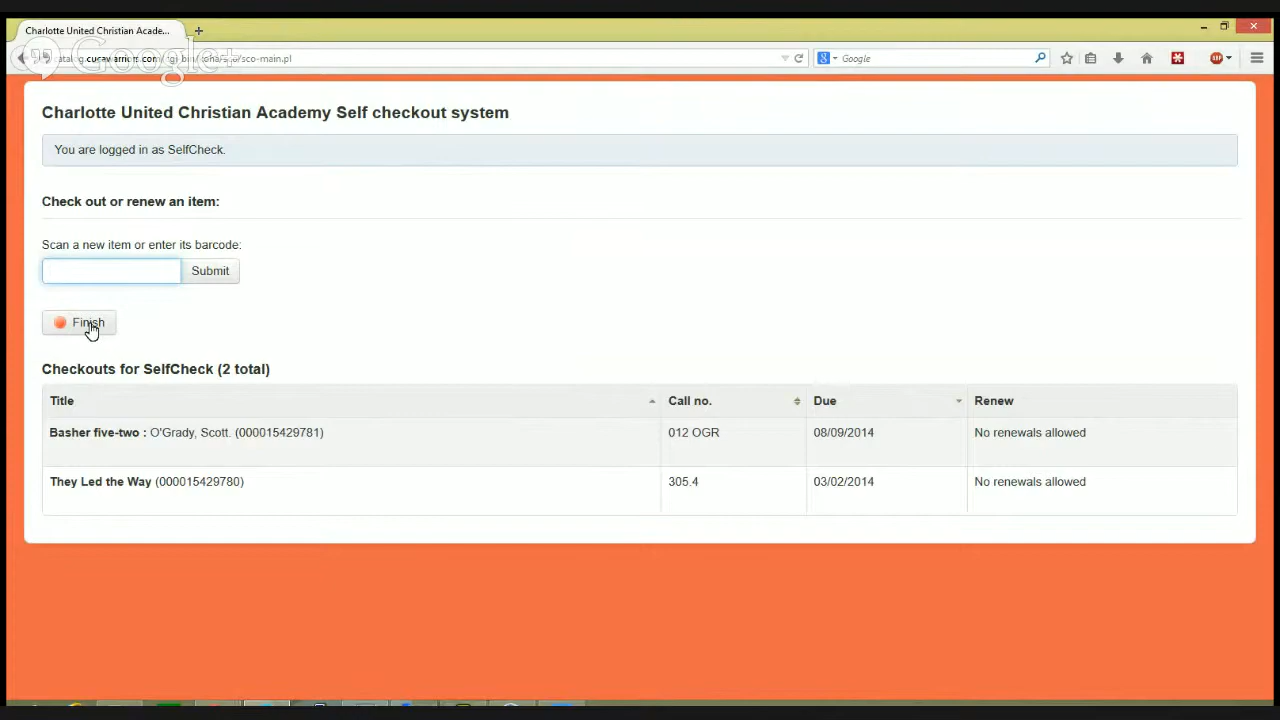 Charlotte United Christian Acade...
Google+
sco-main.pl
Google
Charlotte United Christian Academy Self checkout system
You are logged in as SelfCheck.
Check out or renew an item:
Scan a new item or enter its barcode:
Submit
Finish
Checkouts for SelfCheck (2 total)
Title Call no. Due Renew
Basher five-two : O'Grady, Scott. (000015429781) 012 OGR 08/09/2014 No renewals allowed
They Led the Way (000015429780) 305.4 03/02/2014 No renewals allowed